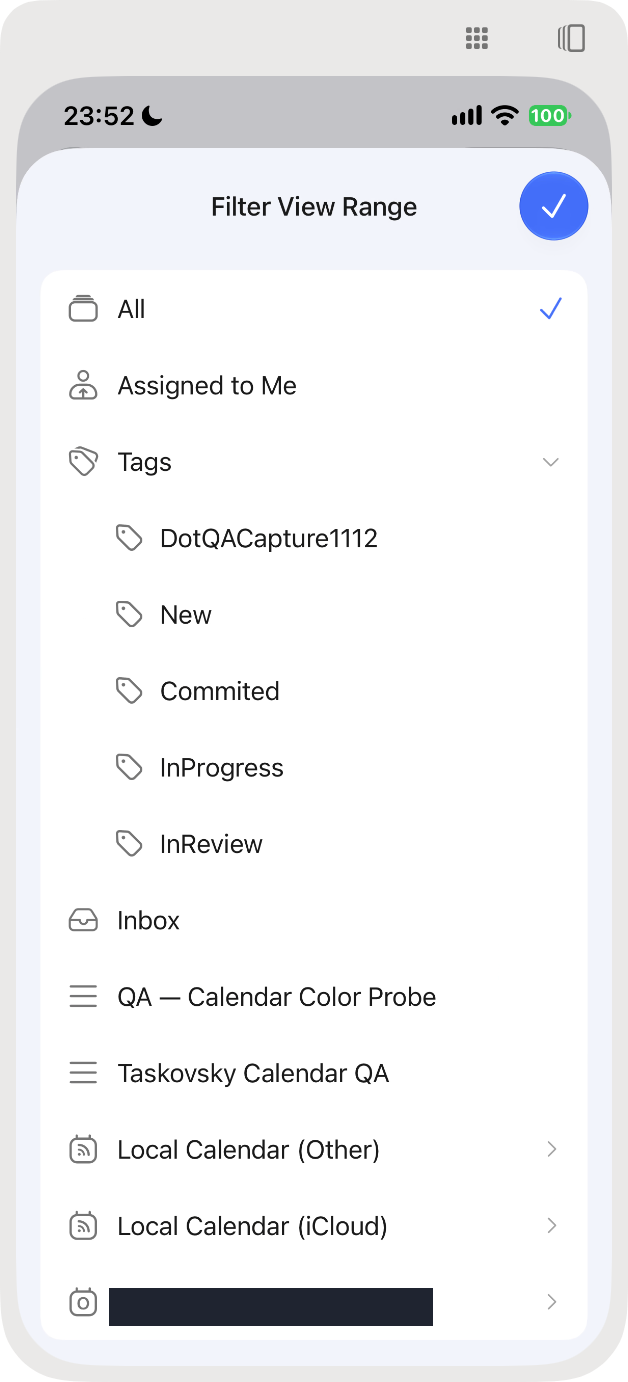 23:52
100
Filter View Range
All
Assigned to Me
Tags
DotQACapture1112
New
Commited
InProgress
InReview
Inbox
QA — Calendar Color Probe
Taskovsky Calendar QA
Local Calendar (Other)
Local Calendar (iCloud)